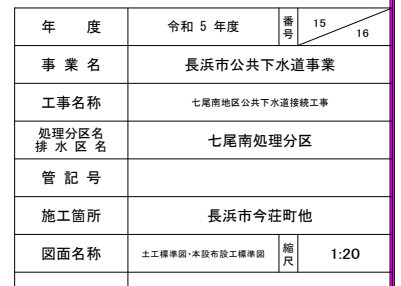 年 度 令和 5 年度 番号 15 16
事 業 名 長浜市公共下水道事業
工事名称 七尾南地区公共下水道接続工事
処理分区名
排 水 区 名 七尾南処理分区
管 記 号
施工箇所 長浜市今荘町他
図面名称 土工標準図・本設布設工標準図 縮尺 1:20